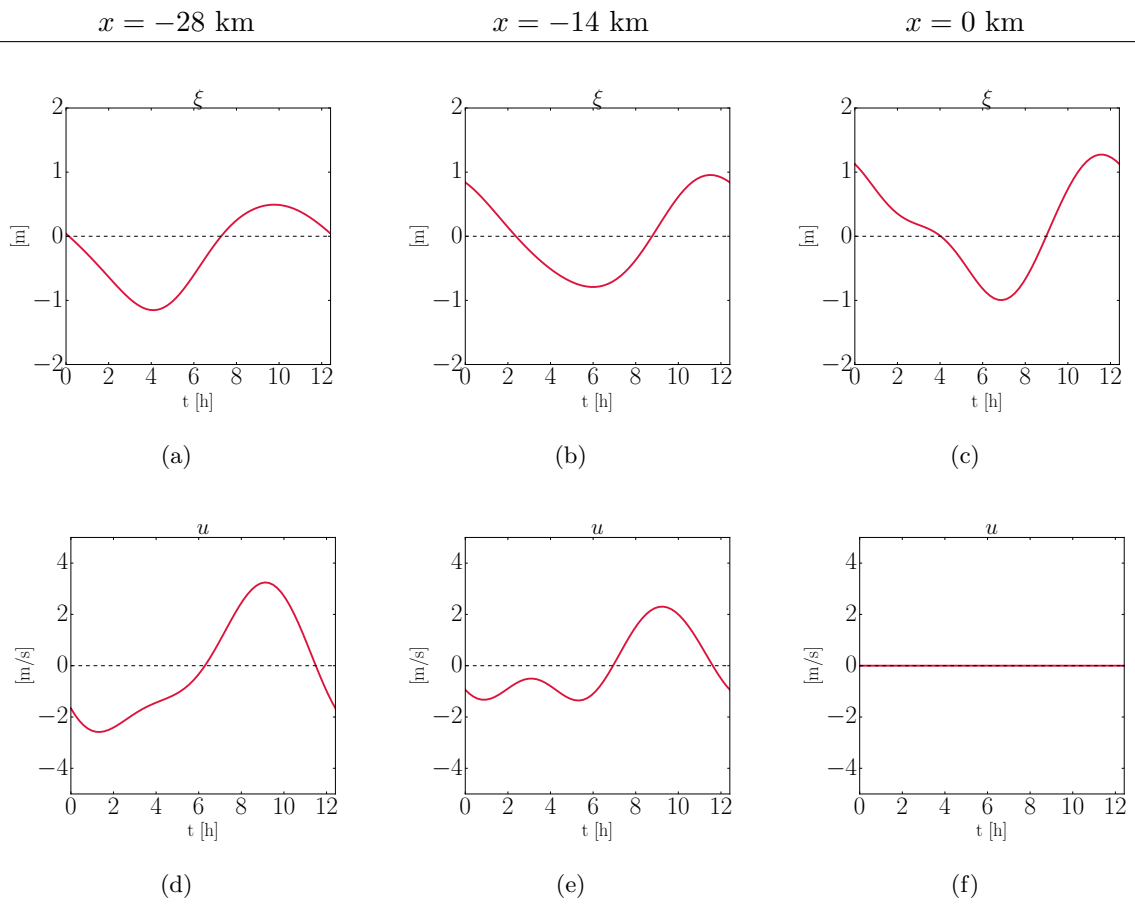 x = −28 km x = −14 km x = 0 km
ξ ξ ξ
2 2 2
1 1 1
0 0 0
−1 −1 −1
−2 −2 −2
[m] [m] [m]
0 2 4 6 8 10 12 0 2 4 6 8 10 12 0 2 4 6 8 10 12
t [h] t [h] t [h]
(a) (b) (c)
u u u
4 4 4
2 2 2
0 0 0
−2 −2 −2
−4 −4 −4
[m/s] [m/s] [m/s]
0 2 4 6 8 10 12 0 2 4 6 8 10 12 0 2 4 6 8 10 12
t [h] t [h] t [h]
(d) (e) (f)